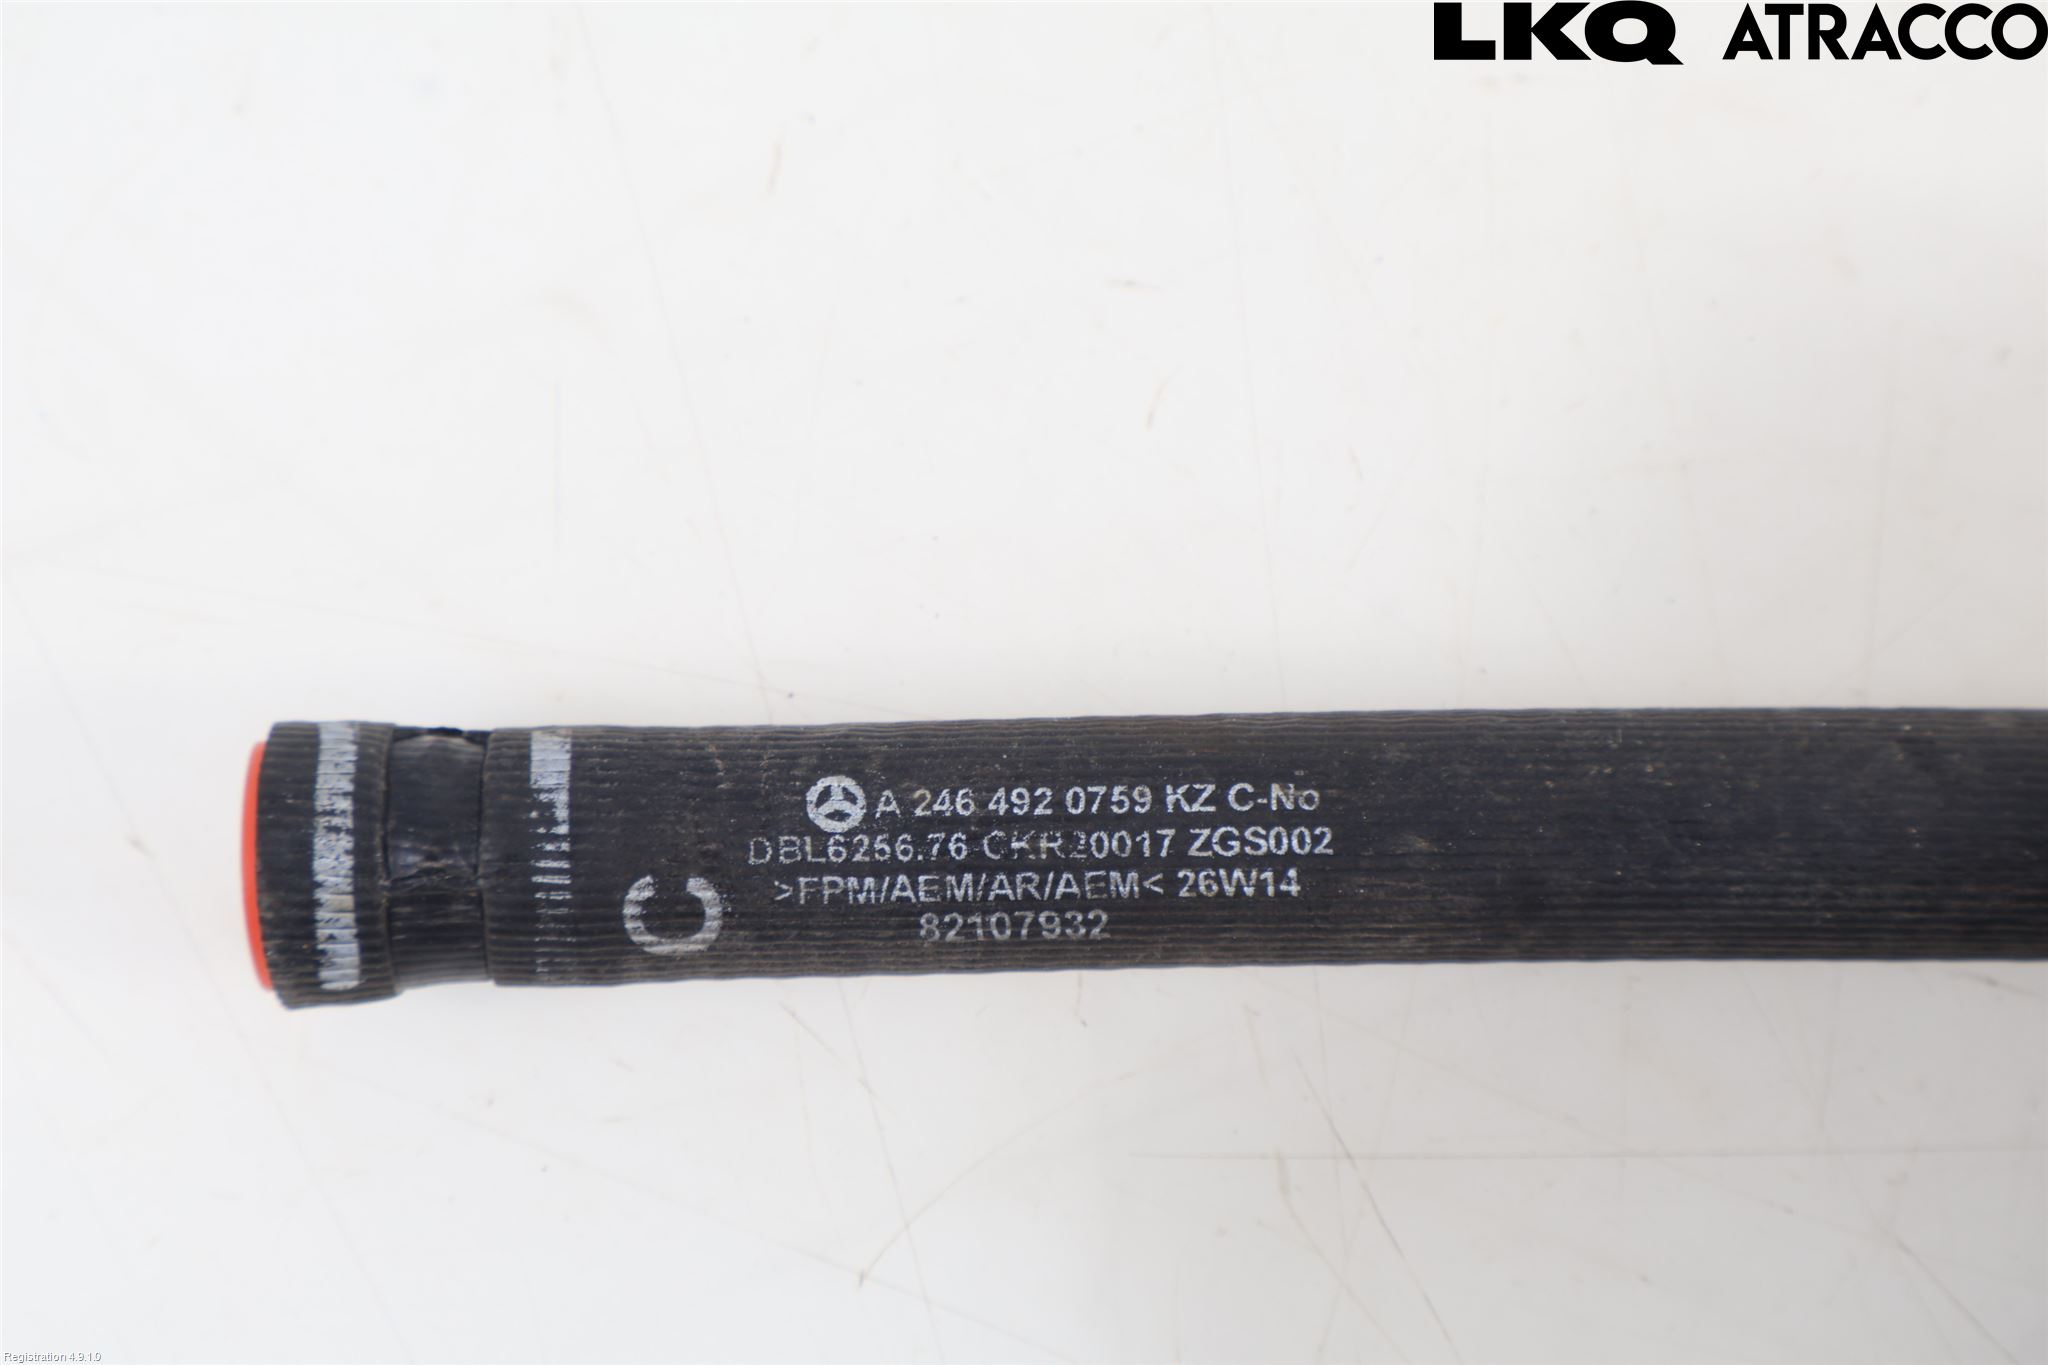 LKQ ATRACCO
A 246 492 0759 KZ C-No
DBL6256.76 CKR20017 ZGS002
>FPM/AEM/AR/AEM< 26W14
82107932
C
Registration 4.9.1.0